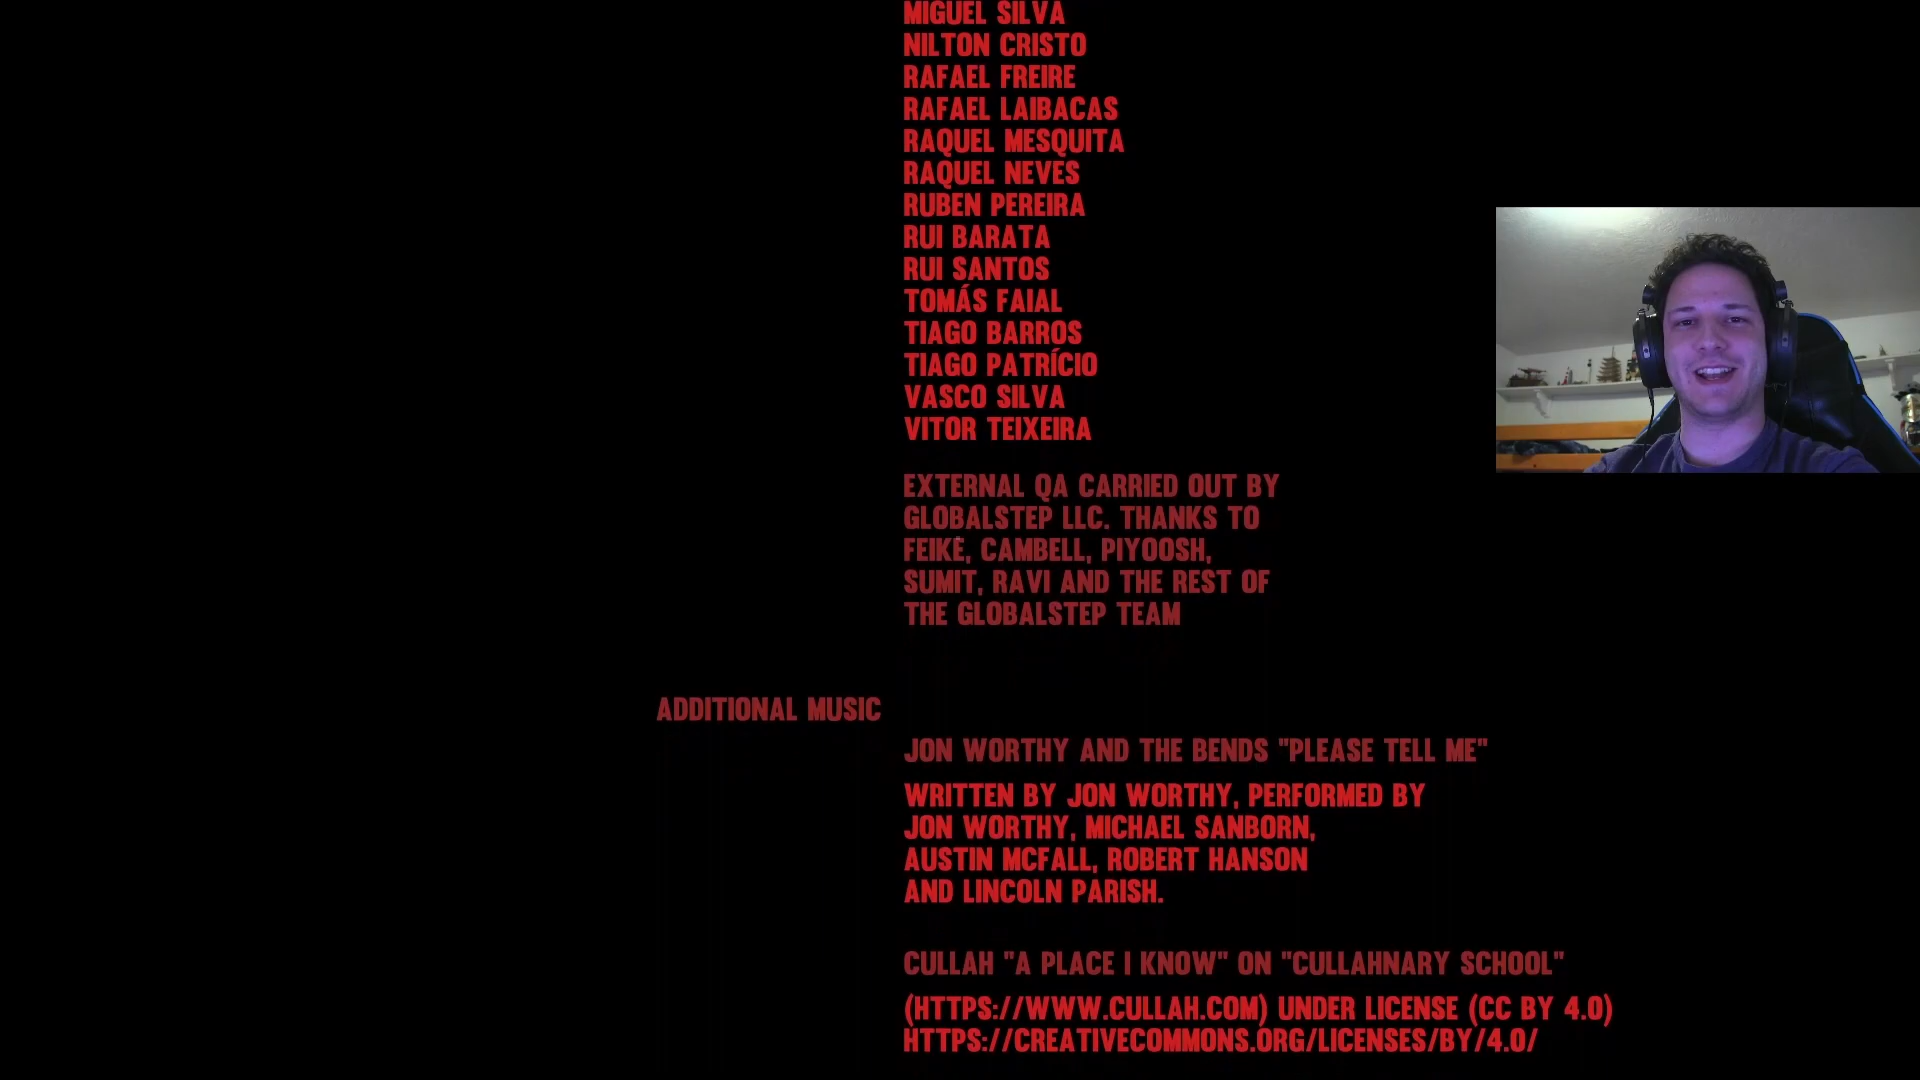 MIGUEL SILVA
NILTON CRISTO
RAFAEL FREIRE
RAFAEL LAIBACAS
RAQUEL MESQUITA
RAQUEL NEVES
RUBEN PEREIRA
RUI BARATA
RUI SANTOS
TOMÁS FAIAL
TIAGO BARROS
TIAGO PATRÍCIO
VASCO SILVA
VITOR TEIXEIRA
EXTERNAL QA CARRIED OUT BY
GLOBALSTEP LLC. THANKS TO
FEIKE, CAMBELL, PIYOOSH,
SUMIT, RAVI AND THE REST OF
THE GLOBALSTEP TEAM
ADDITIONAL MUSIC
JON WORTHY AND THE BENDS "PLEASE TELL ME"
WRITTEN BY JON WORTHY, PERFORMED BY
JON WORTHY, MICHAEL SANBORN,
AUSTIN MCFALL, ROBERT HANSON
AND LINCOLN PARISH.
CULLAH "A PLACE I KNOW" ON "CULLAHNARY SCHOOL"
(HTTPS://WWW.CULLAH.COM) UNDER LICENSE (CC BY 4.0)
HTTPS://CREATIVECOMMONS.ORG/LICENSES/BY/4.0/